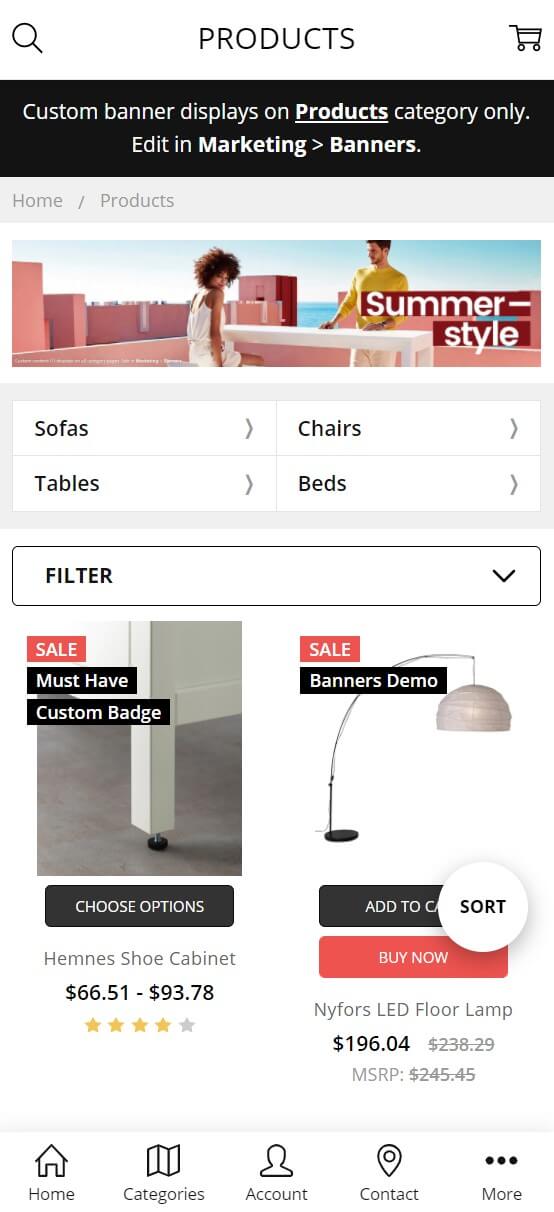 PRODUCTS
Custom banner displays on Products category only.
Edit in Marketing > Banners.
Home / Products
Summer–
style
Custom content (1) displays on all category pages. Edit in Marketing > Banners
Sofas
Chairs
Tables
Beds
FILTER
SALE
Must Have
Custom Badge
CHOOSE OPTIONS
Hemnes Shoe Cabinet
$66.51 - $93.78
SALE
Banners Demo
ADD TO CA
SORT
BUY NOW
Nyfors LED Floor Lamp
$196.04 $238.29
MSRP: $245.45
Home
Categories
Account
Contact
More